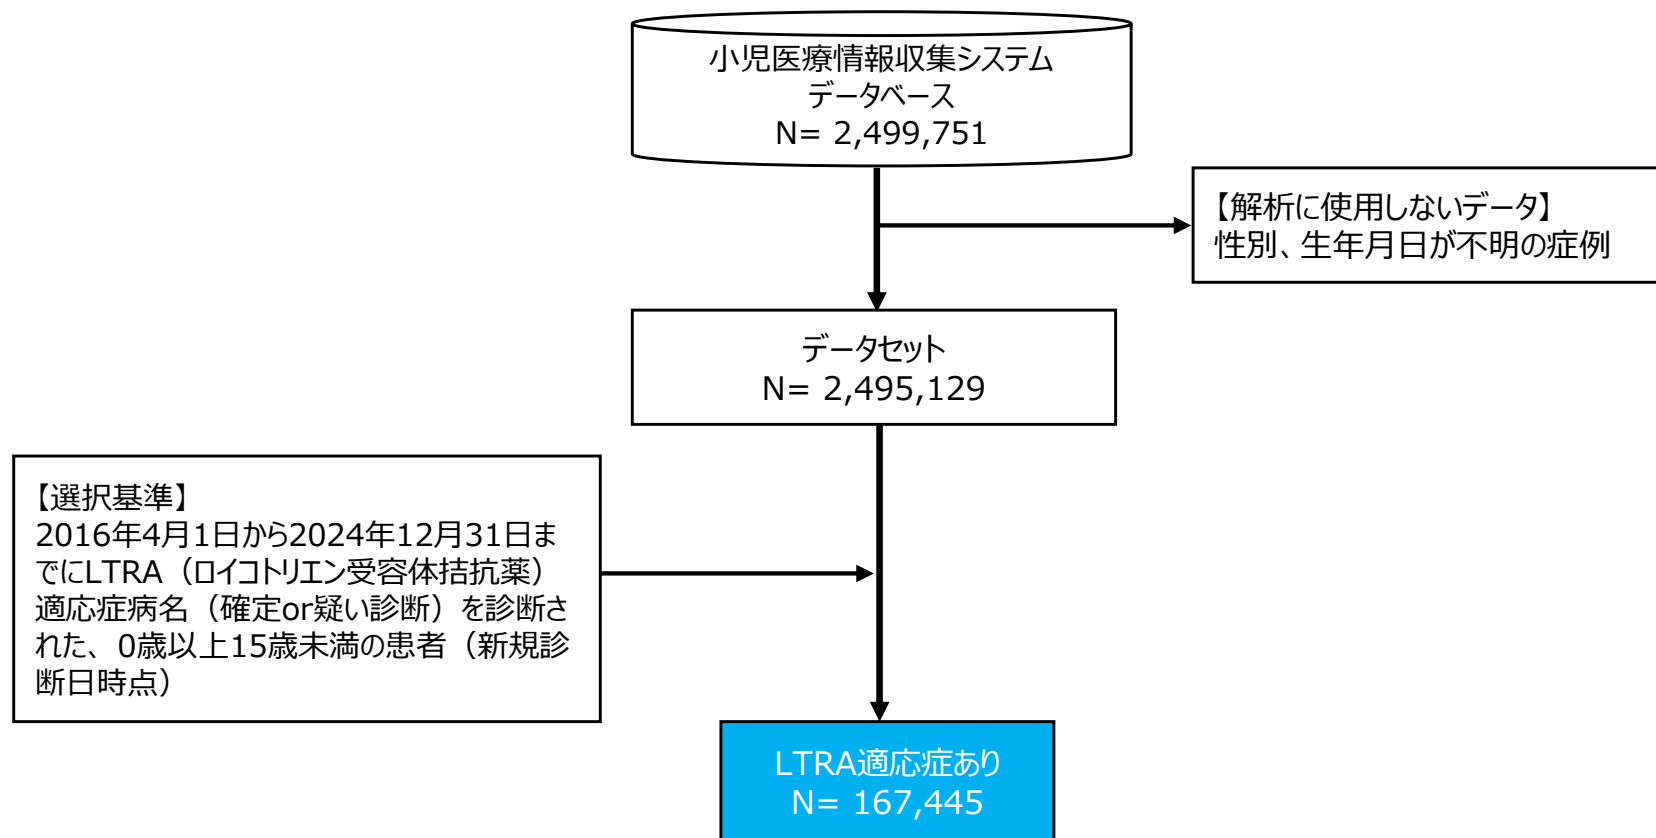 小児医療情報収集システム
データベース
N= 2,499,751
【解析に使用しないデータ】
性別、生年月日が不明の症例
データセット
N= 2,495,129
【選択基準】
2016年4月1日から2024年12月31日ま
でにLTRA（ロイコトリエン受容体拮抗薬）
適応症病名（確定or疑い診断）を診断さ
れた、0歳以上15歳未満の患者（新規診
断日時点）
LTRA適応症あり
N= 167,445